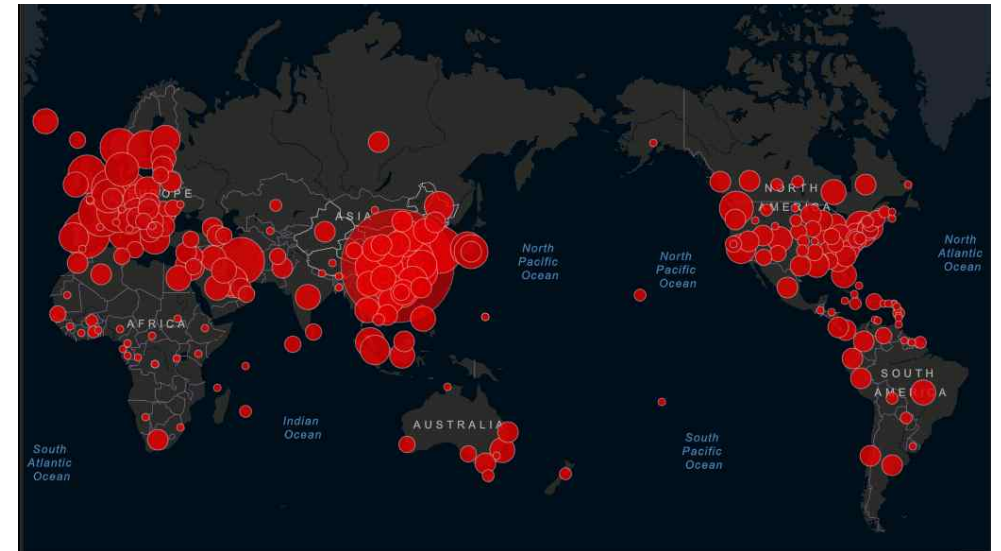 OPE
ASIA
NORTH
AMERICA
North
Pacific
Ocean
North
Pacific
Ocean
North
Atlantic
Ocean
AFRICA
SOUTH
AMERICA
Indian
Ocean
AUSTRALIA
South
Atlantic
Ocean
South
Pacific
Ocean